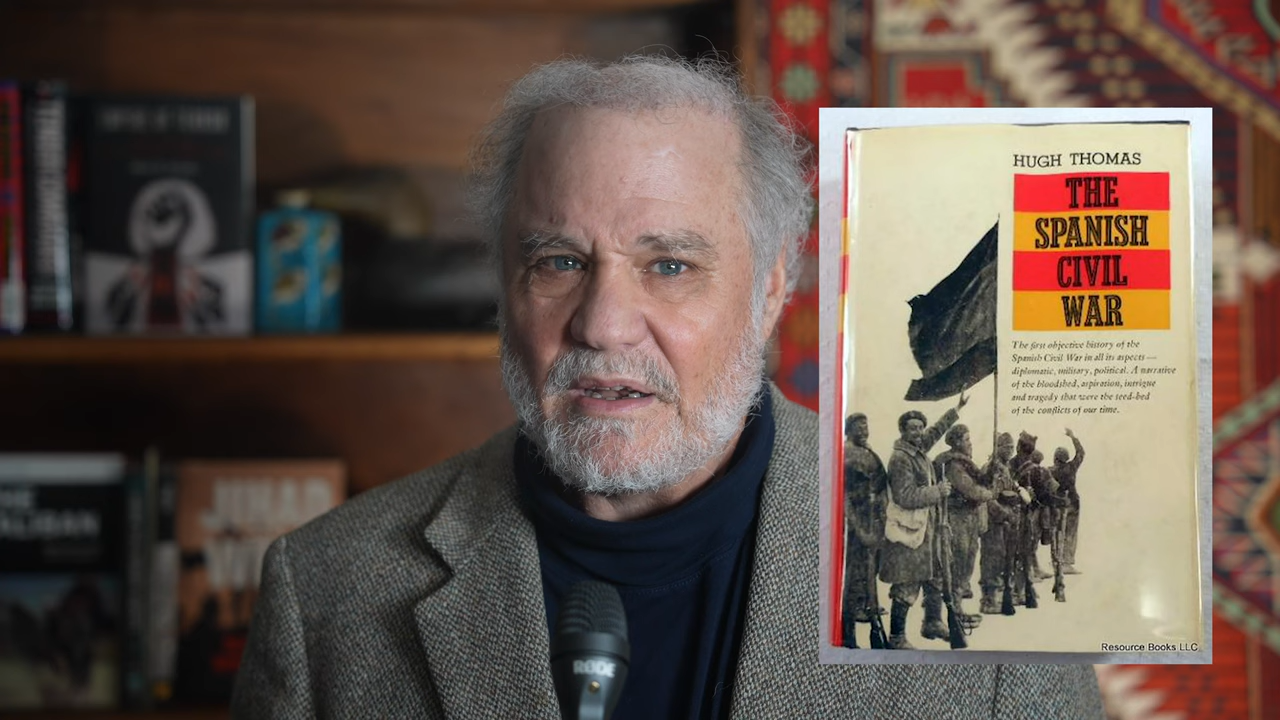 HUGH THOMAS
THE
SPANISH
CIVIL
WAR
The first objective history of the
Spanish Civil War in all its aspects —
diplomatic, military, political. A narrative
of the bloodshed, aspiration, intrigue
and tragedy that were the seed-bed
of the conflicts of our time.
Resource Books LLC
RODE
JIHAD